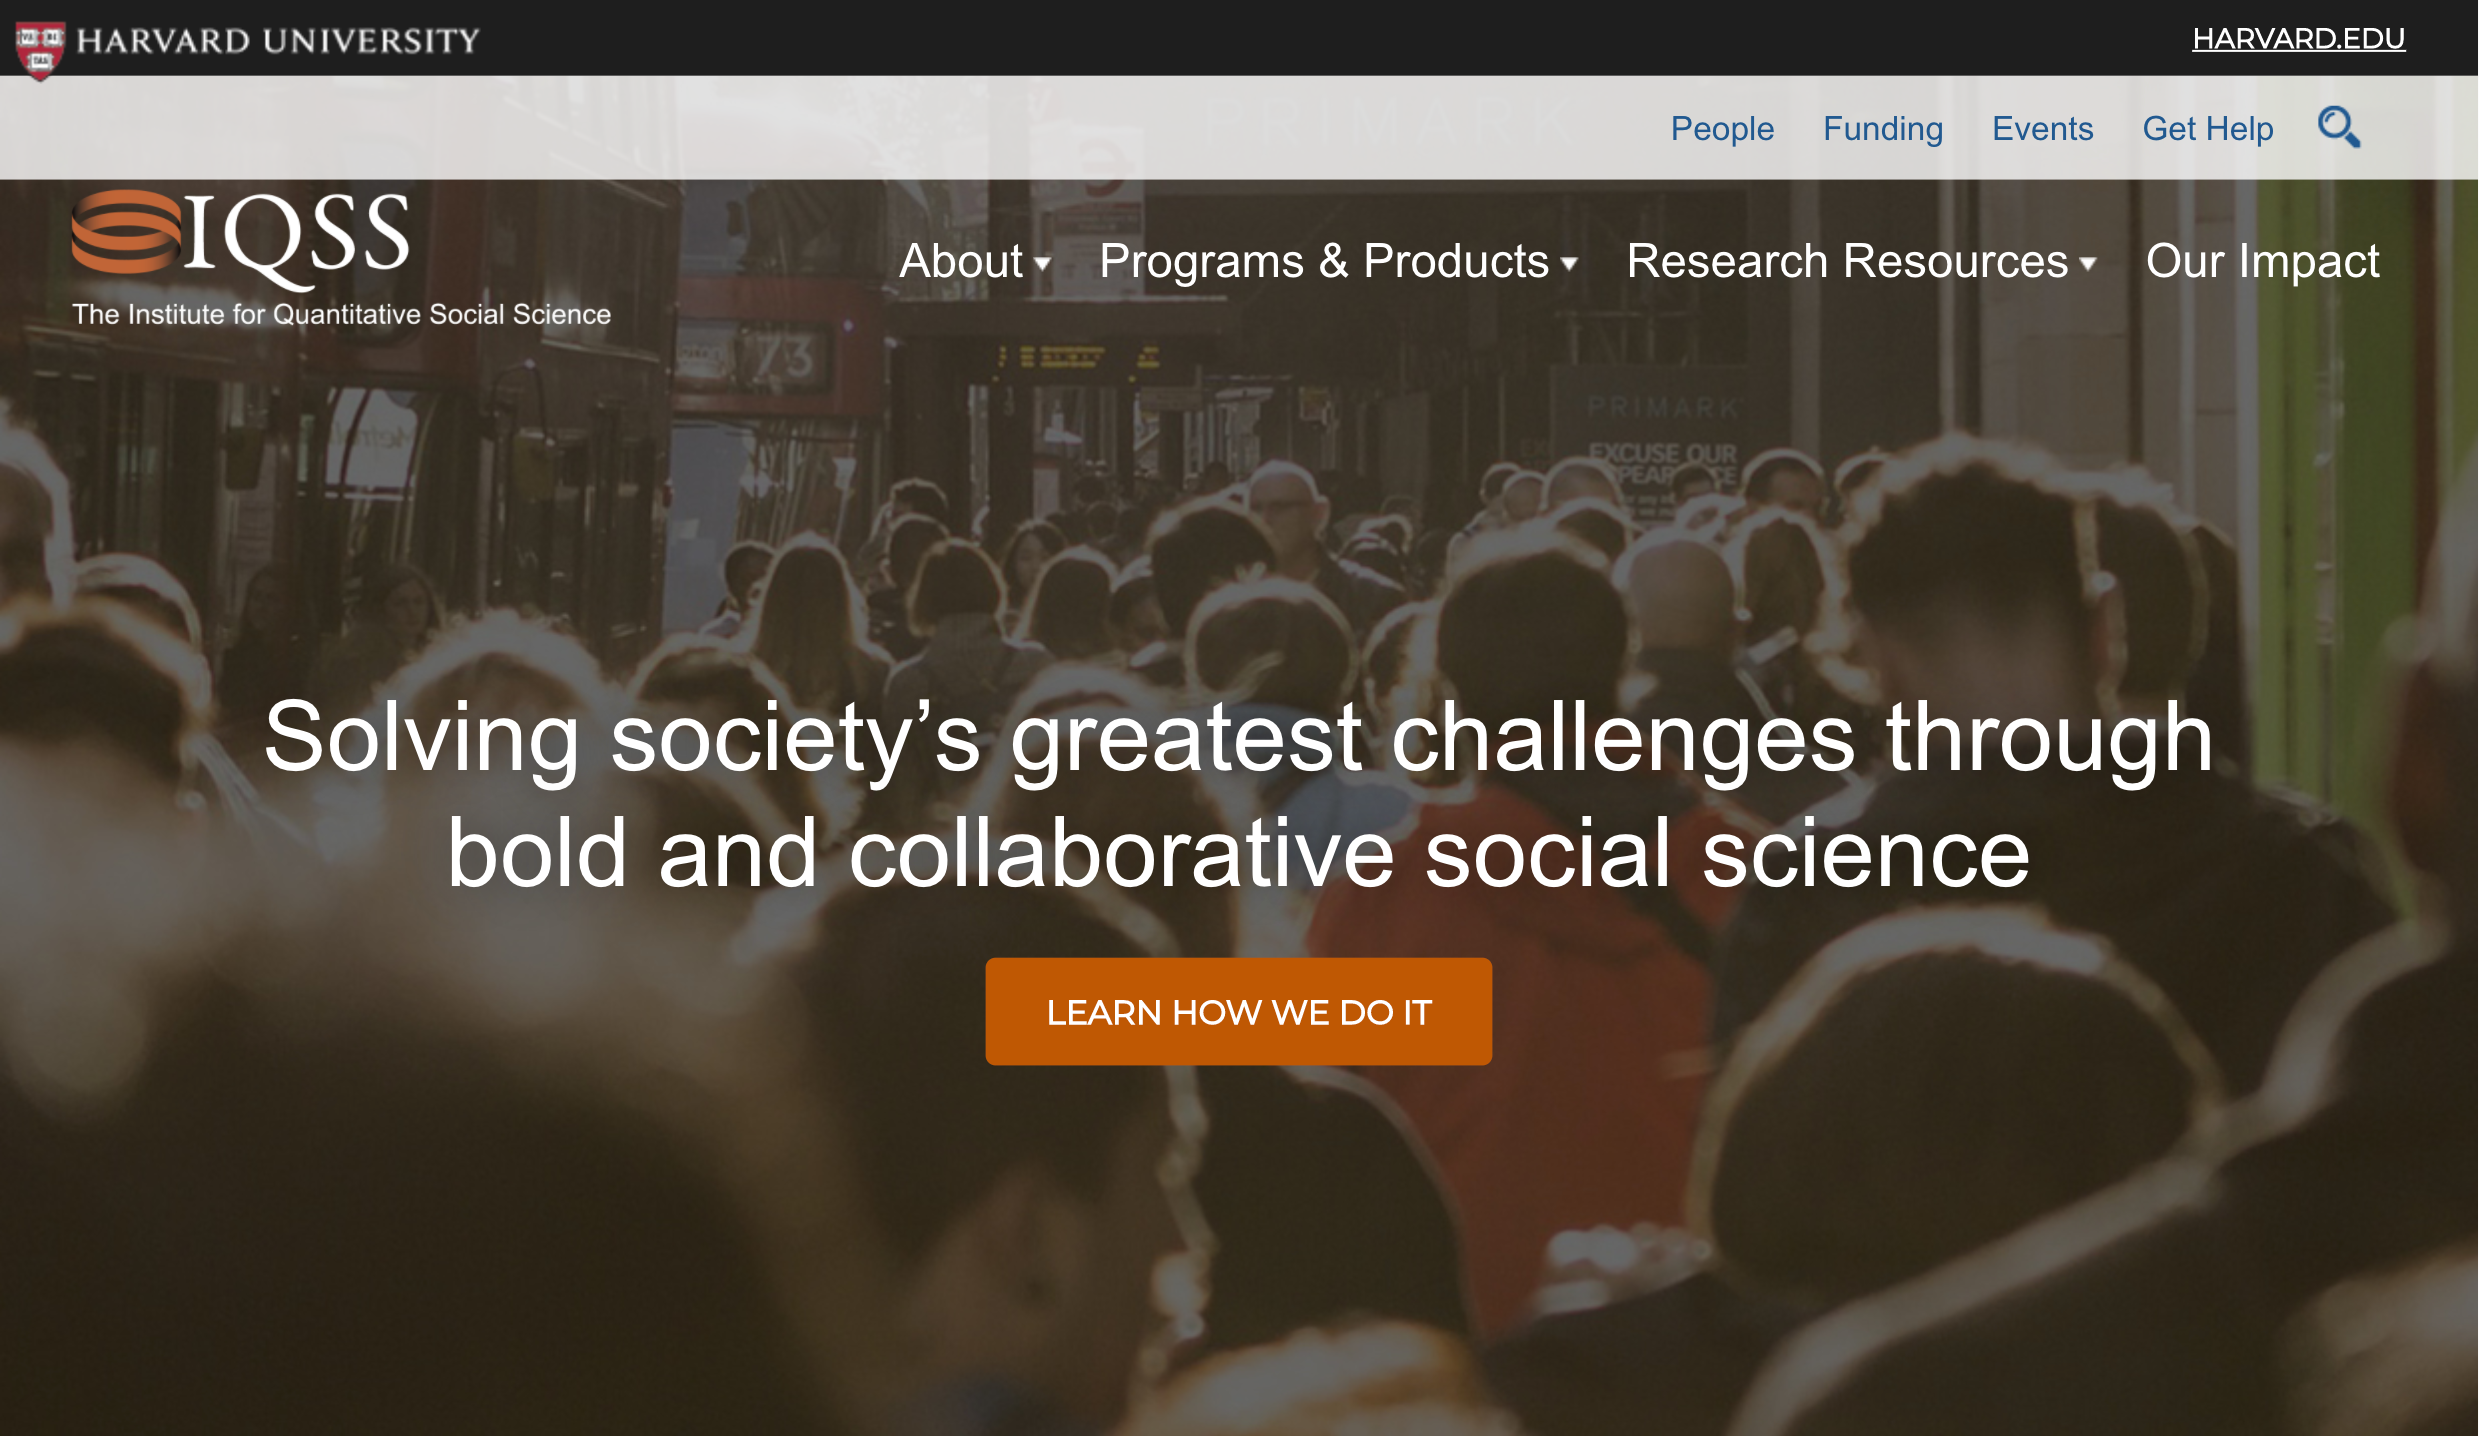 HARVARD UNIVERSITY
HARVARD.EDU
People Funding Events Get Help
IQSS
The Institute for Quantitative Social Science
About Programs & Products Research Resources Our Impact
73
PRIMARK
EXCUSE OUR
Solving society’s greatest challenges through
bold and collaborative social science
LEARN HOW WE DO IT